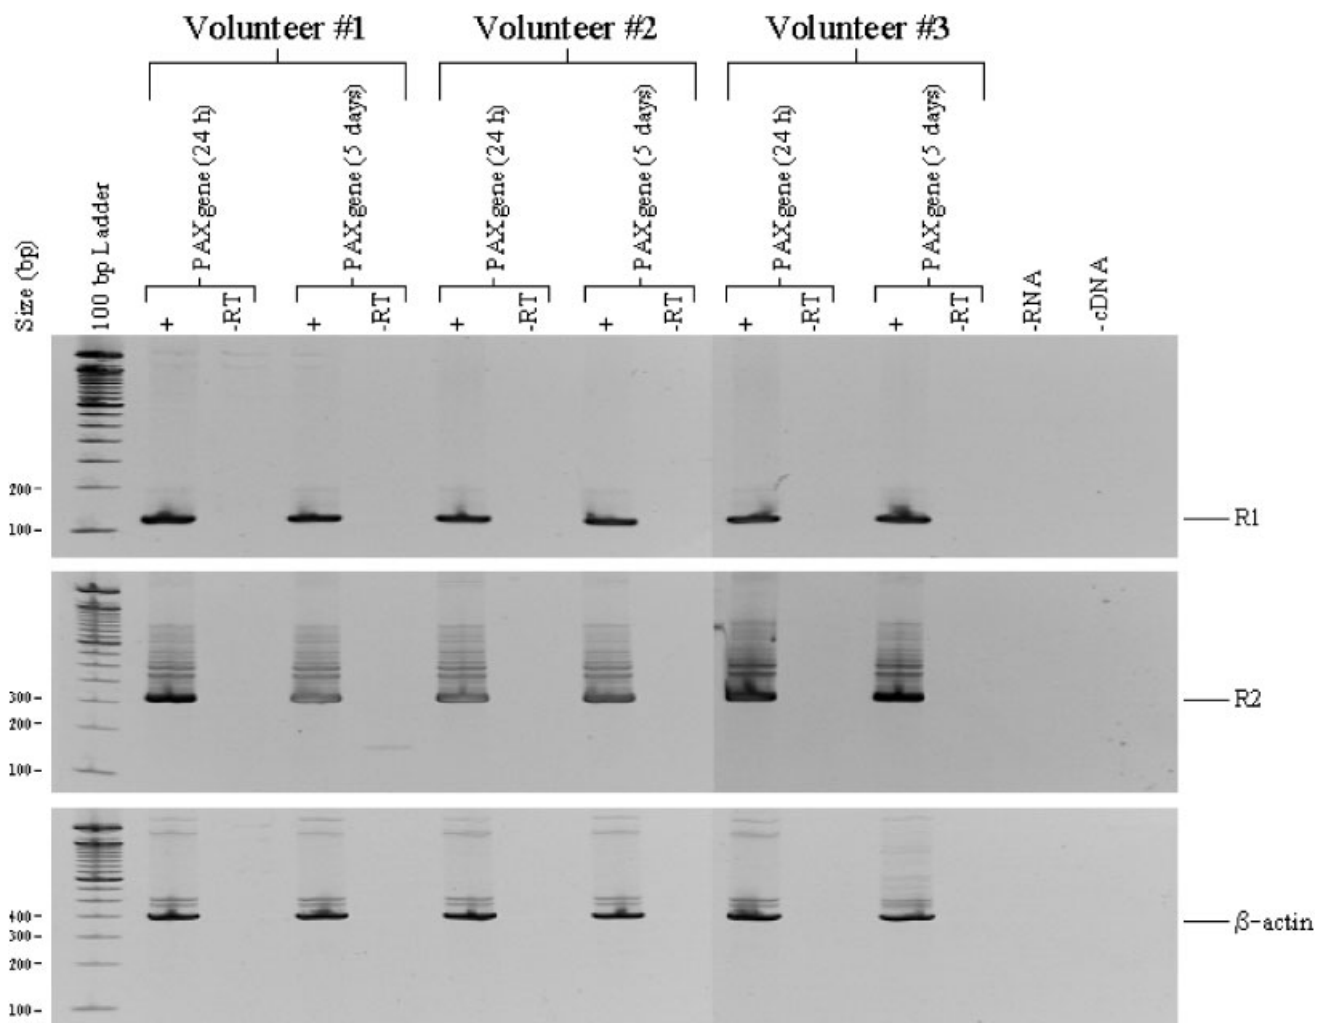 Volunteer #1
Volunteer #2
Volunteer #3
Size (bp)
100 bp Ladder
PAXgene (24 h)
PAXgene (5 days)
PAXgene (24 h)
PAXgene (5 days)
PAXgene (24 h)
PAXgene (5 days)
+
-RT
+
-RT
+
-RT
+
-RT
+
-RT
+
-RT
-RNA
-cDNA
200-
100-
R1
300-
200-
100-
R2
400-
300-
200-
100-
β-actin